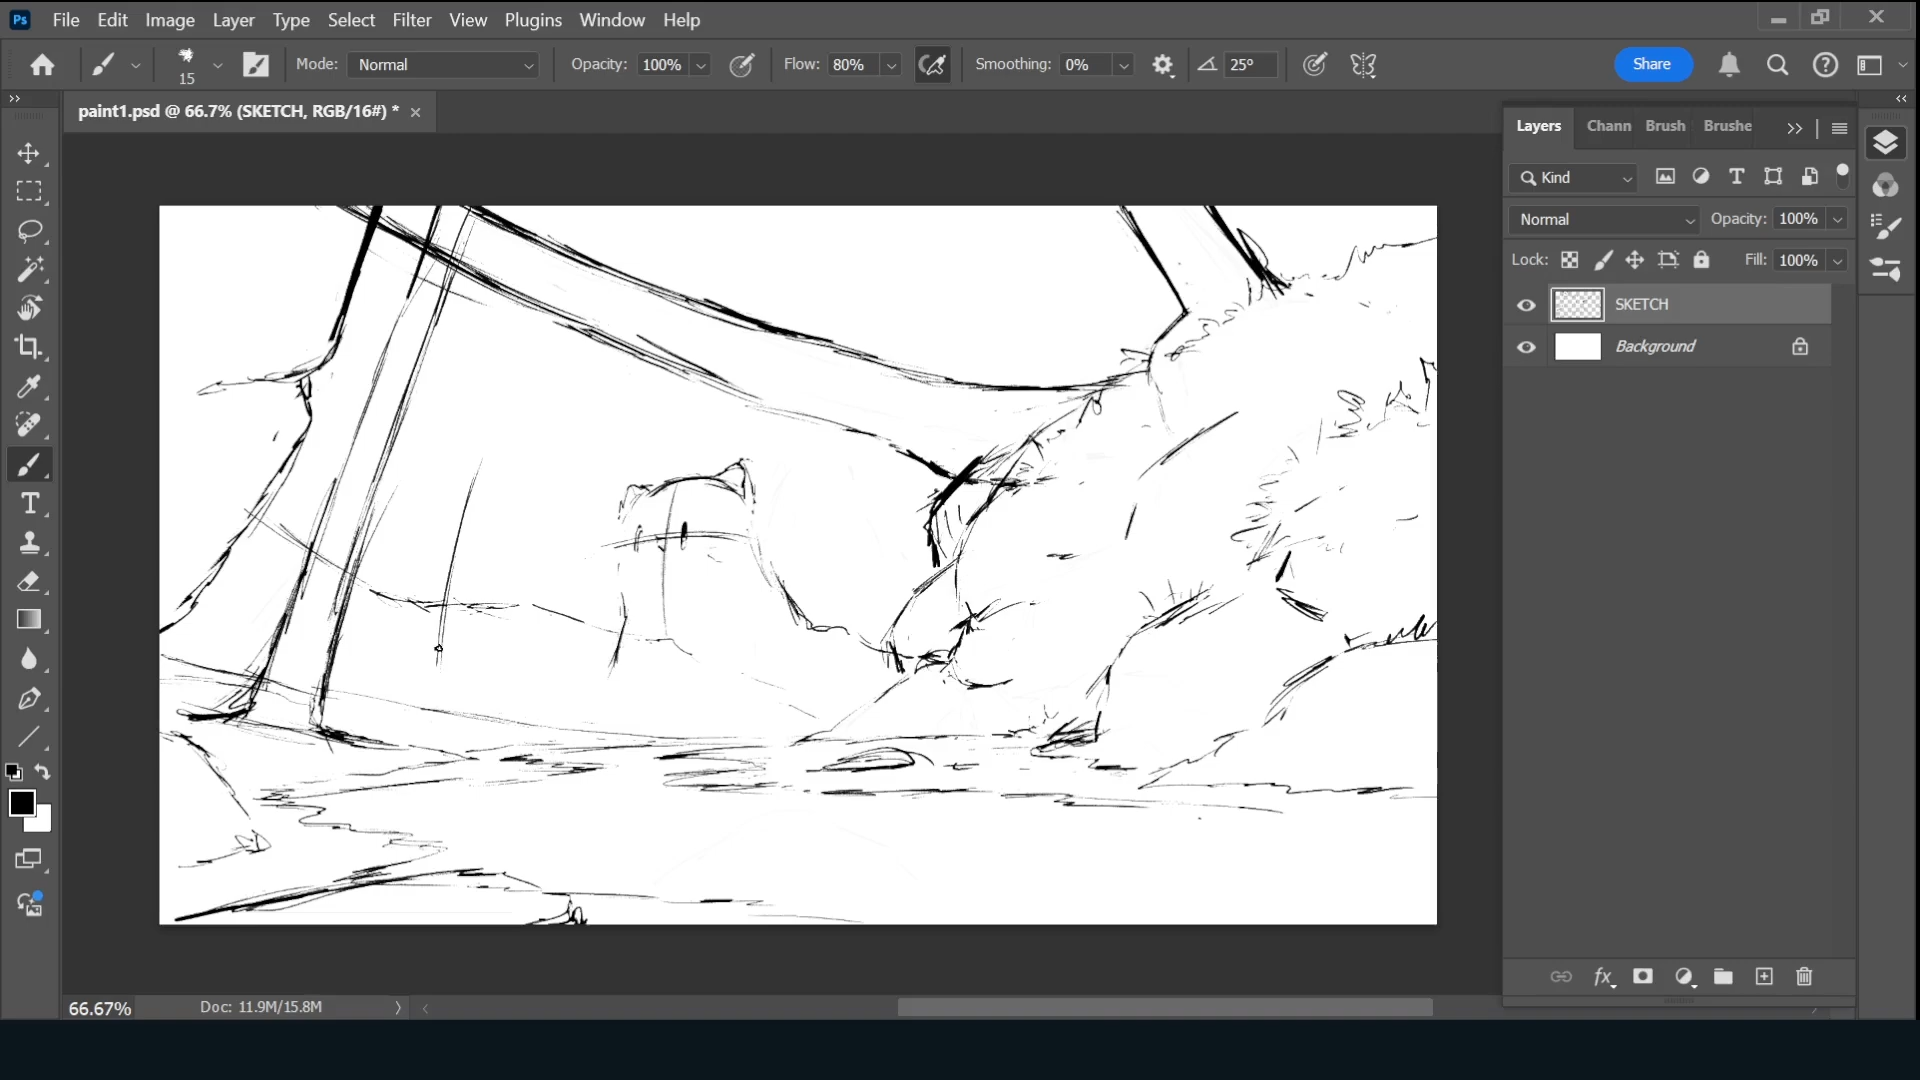 Ps File Edit Image Layer Type Select Filter View Plugins Window Help
15 Mode: Normal Opacity: 100% Flow: 80% Smoothing: 0% 25° Share
paint1.psd @ 66.7% (SKETCH, RGB/16#) *
Layers Chann Brush Brushe
Kind
Normal Opacity: 100%
Lock: Fill: 100%
SKETCH
Background
66.67% Doc: 11.9M/15.8M